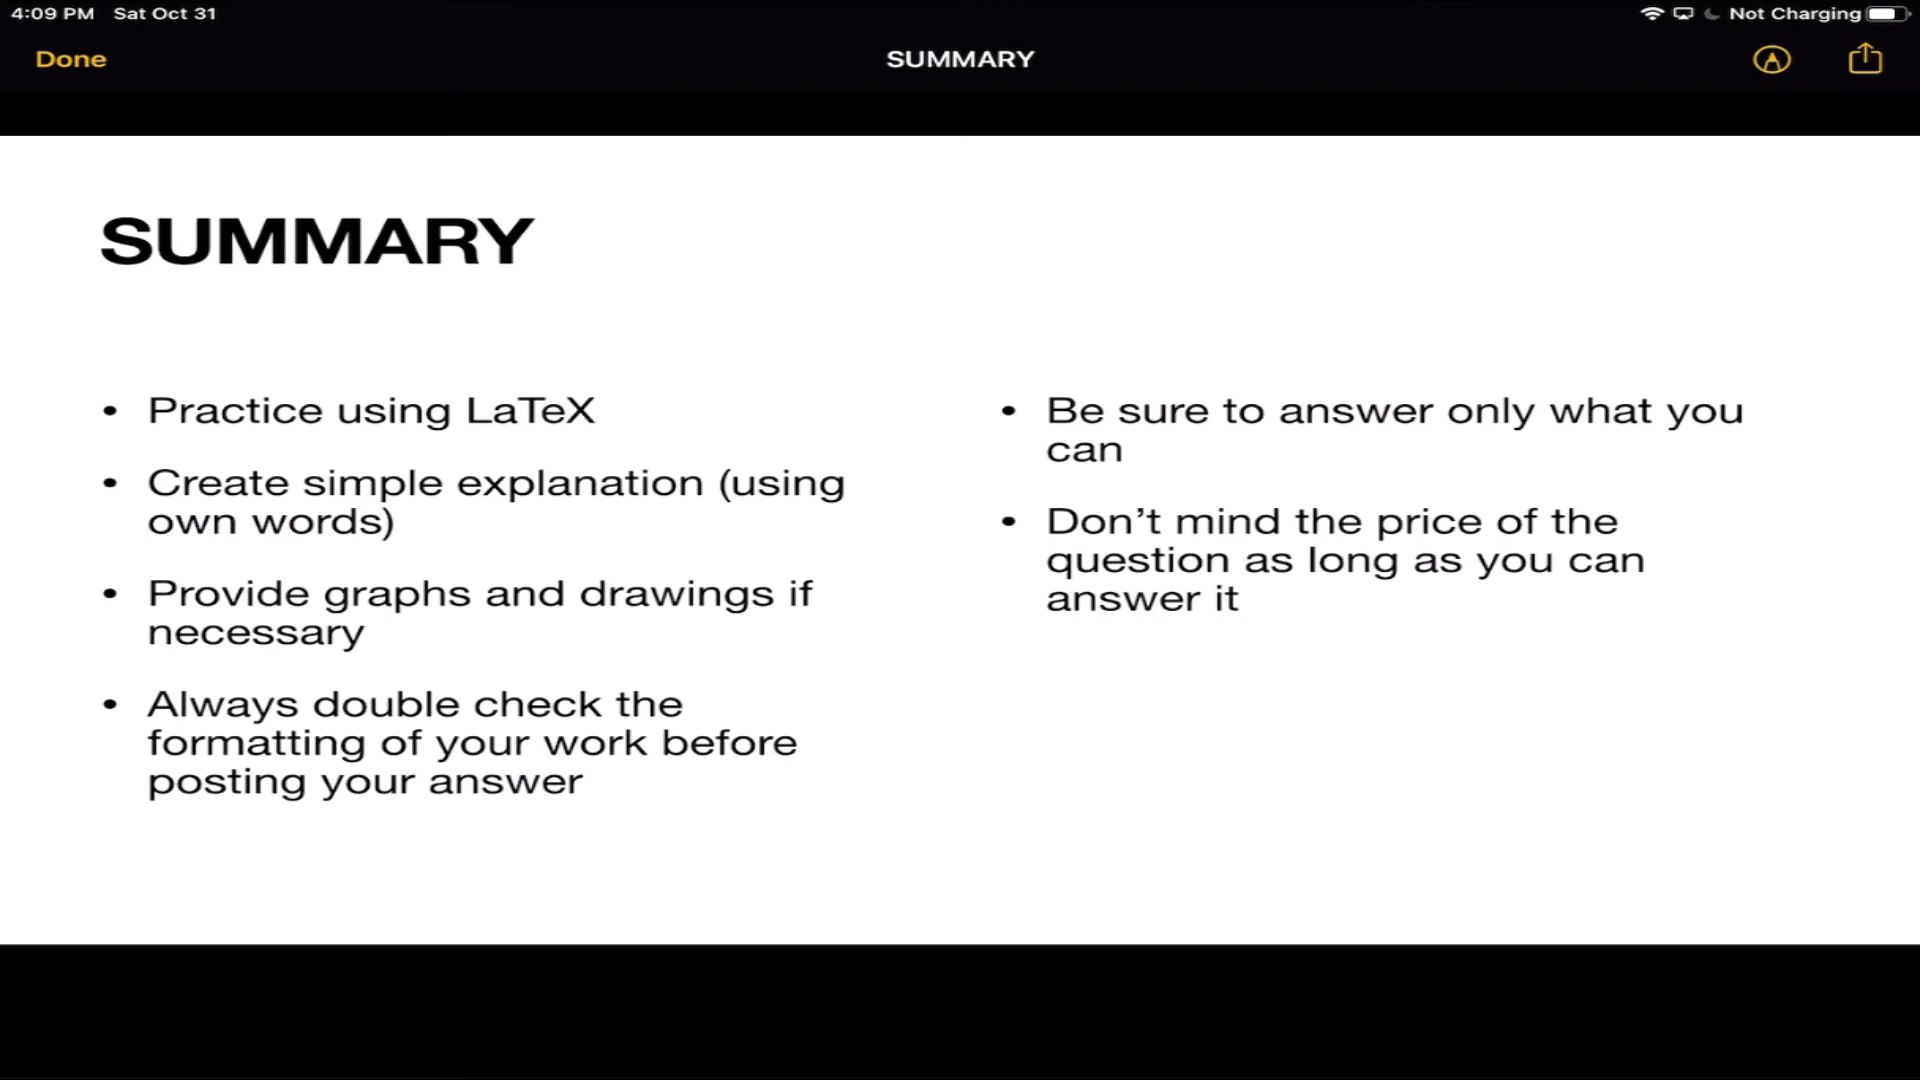 4:09 PM Sat Oct 31
Not Charging
Done
SUMMARY
SUMMARY
• Practice using LaTeX
• Create simple explanation (using
own words)
• Provide graphs and drawings if
necessary
• Always double check the
formatting of your work before
posting your answer
• Be sure to answer only what you
can
• Don’t mind the price of the
question as long as you can
answer it